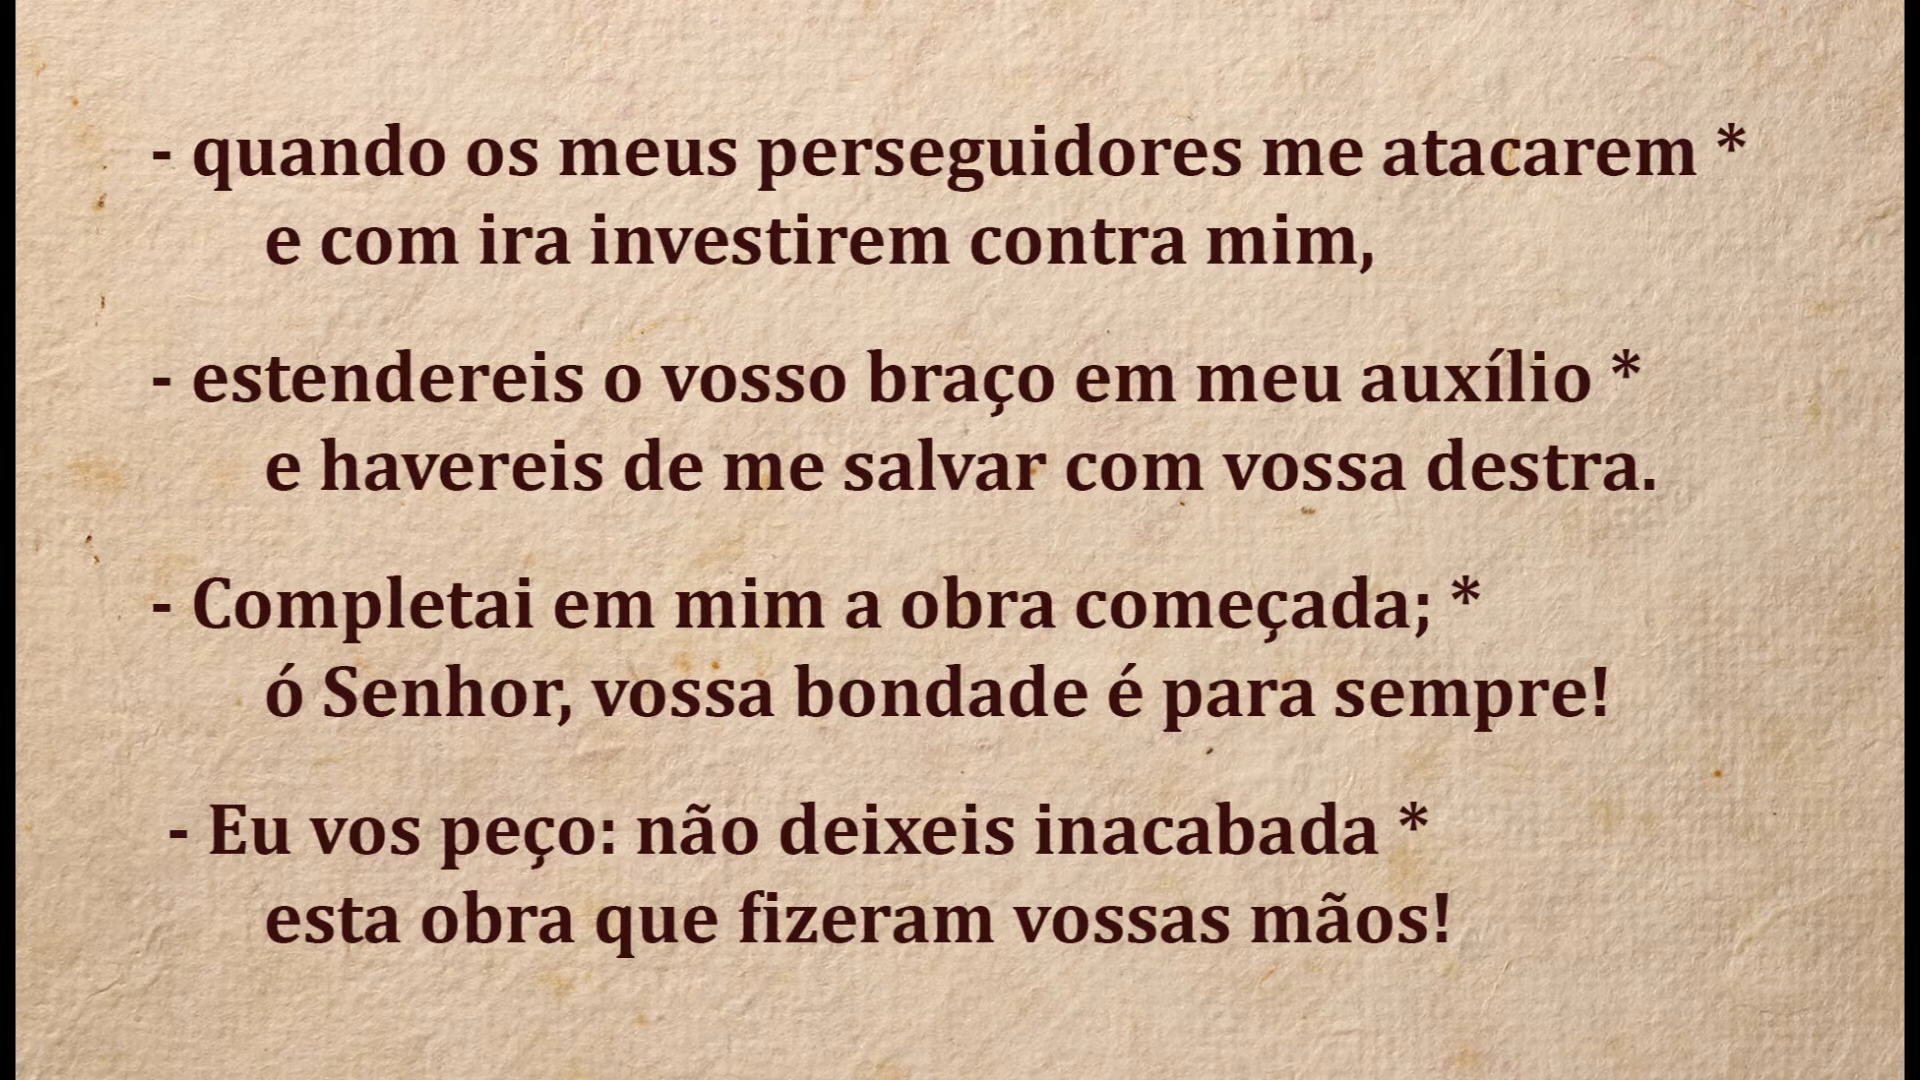 - quando os meus perseguidores me atacarem *
e com ira investirem contra mim,
- estendereis o vosso braço em meu auxílio *
e havereis de me salvar com vossa destra.
- Completai em mim a obra começada; *
ó Senhor, vossa bondade é para sempre!
- Eu vos peço: não deixeis inacabada *
esta obra que fizeram vossas mãos!